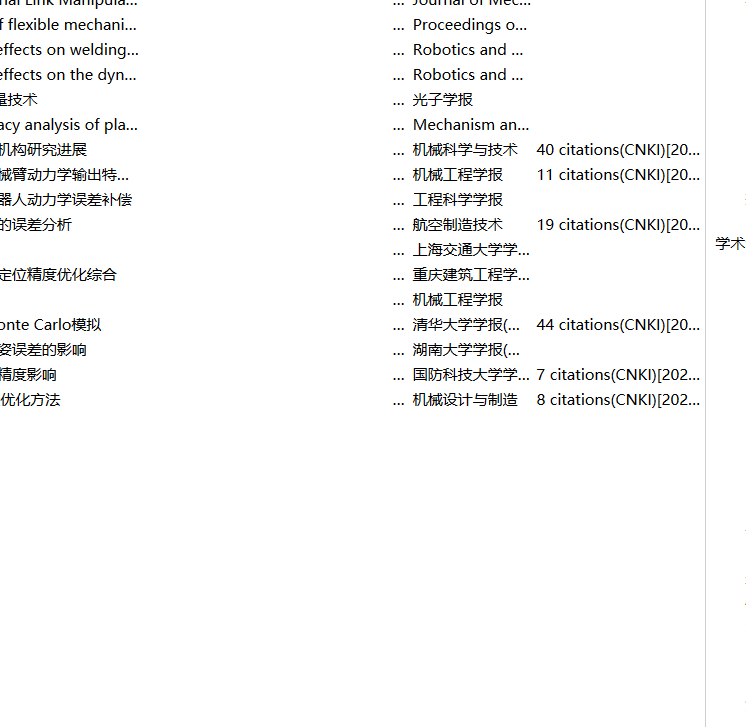 nal Link Manipula... ... Journal of Mec...
f flexible mechani... ... Proceedings o...
effects on welding... ... Robotics and ...
effects on the dyn... ... Robotics and ...
量技术 ... 光子学报
acy analysis of pla... ... Mechanism an...
机构研究进展 ... 机械科学与技术 40 citations(CNKI)[20...
械臂动力学输出特... ... 机械工程学报 11 citations(CNKI)[20...
器人动力学误差补偿 ... 工程科学学报
的误差分析 ... 航空制造技术 19 citations(CNKI)[20...
学术
... 上海交通大学学...
定位精度优化综合 ... 重庆建筑工程学...
... 机械工程学报
onte Carlo模拟 ... 清华大学学报(... 44 citations(CNKI)[20...
姿误差的影响 ... 湖南大学学报(...
精度影响 ... 国防科技大学学... 7 citations(CNKI)[202...
优化方法 ... 机械设计与制造 8 citations(CNKI)[202...